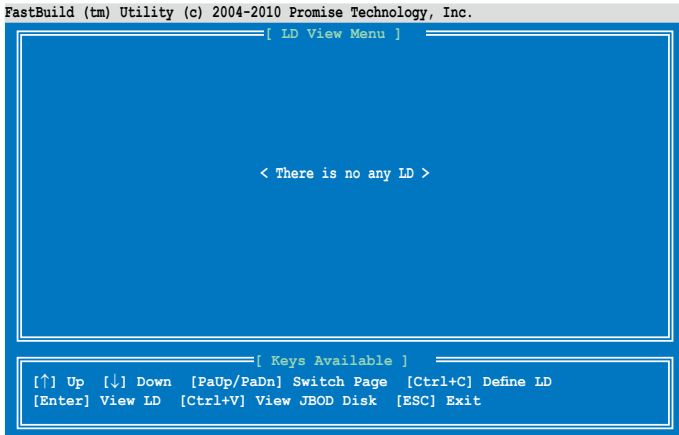 FastBuild (tm) Utility (c) 2004-2010 Promise Technology, Inc.
[ LD View Menu ]
< There is no any LD >
[ Keys Available ]
[↑] Up [↓] Down [PaUp/PaDn] Switch Page [Ctrl+C] Define LD
[Enter] View LD [Ctrl+V] View JBOD Disk [ESC] Exit